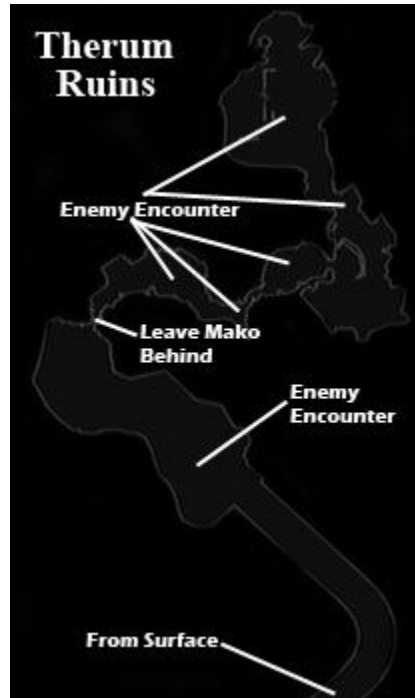 Therum
Ruins
Enemy Encounter
Leave Mako
Behind
Enemy
Encounter
From Surface